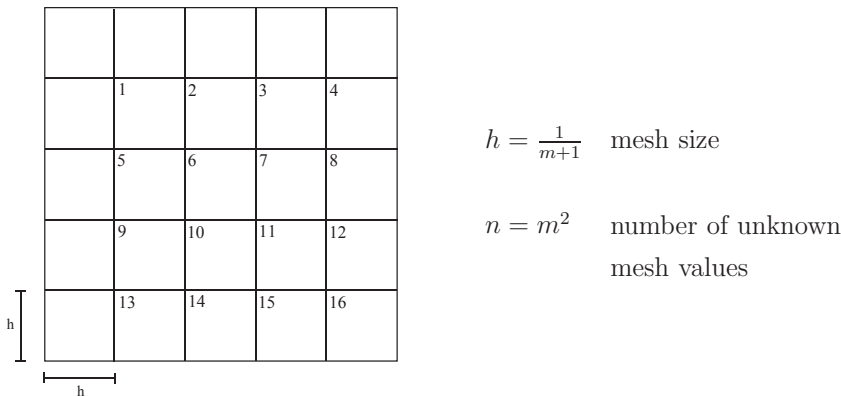 1 2 3 4
5 6 7 8
9 10 11 12
13 14 15 16
h
h
h = 1/(m+1) mesh size
n = m² number of unknown
mesh values